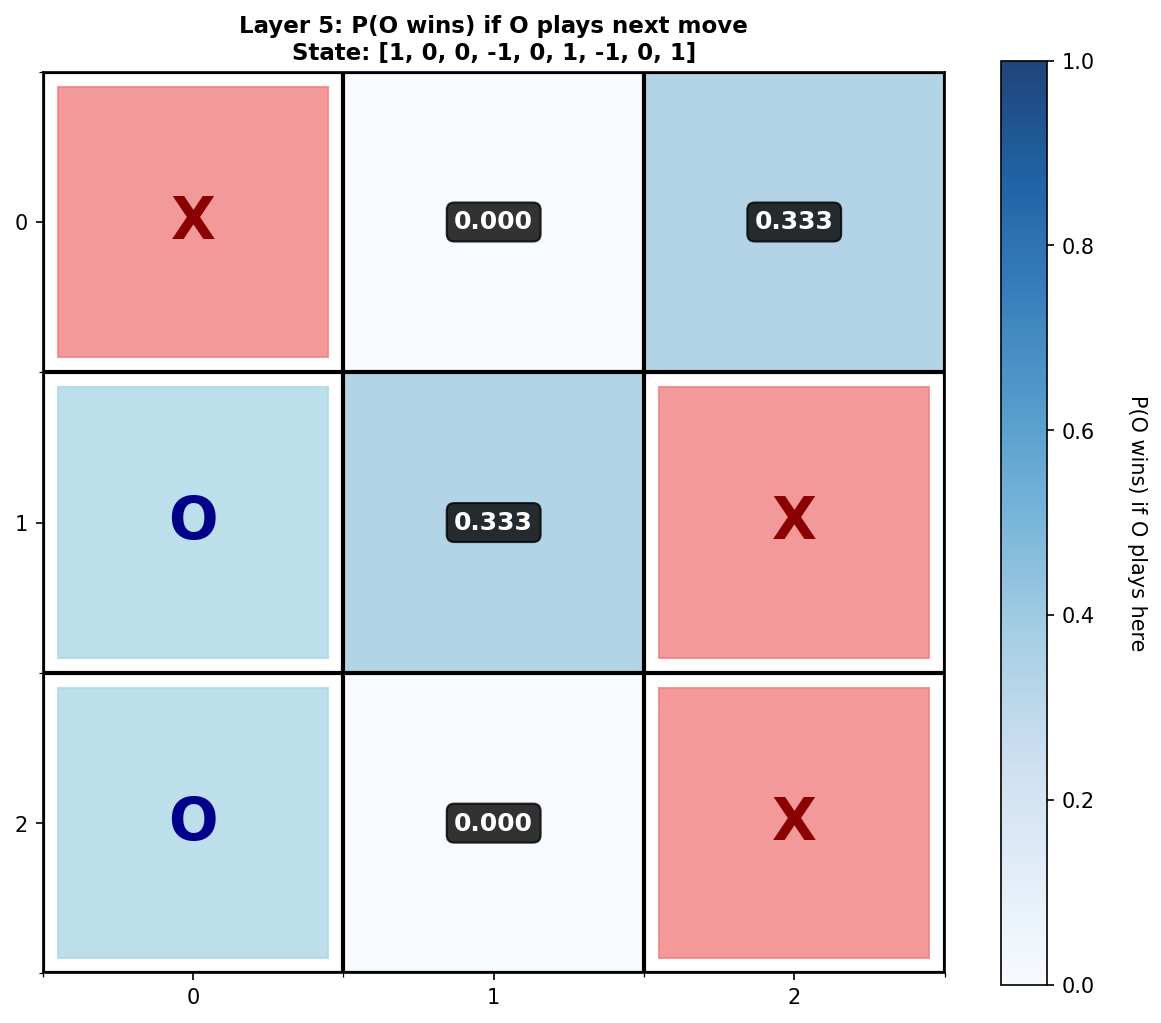 Layer 5: P(O wins) if O plays next move
State: [1, 0, 0, -1, 0, 1, -1, 0, 1]
X
0.000
0.333
O
0.333
X
O
0.000
X
0
1
2
0
1
2
1.0
0.8
0.6
0.4
0.2
0.0
P(O wins) if O plays here